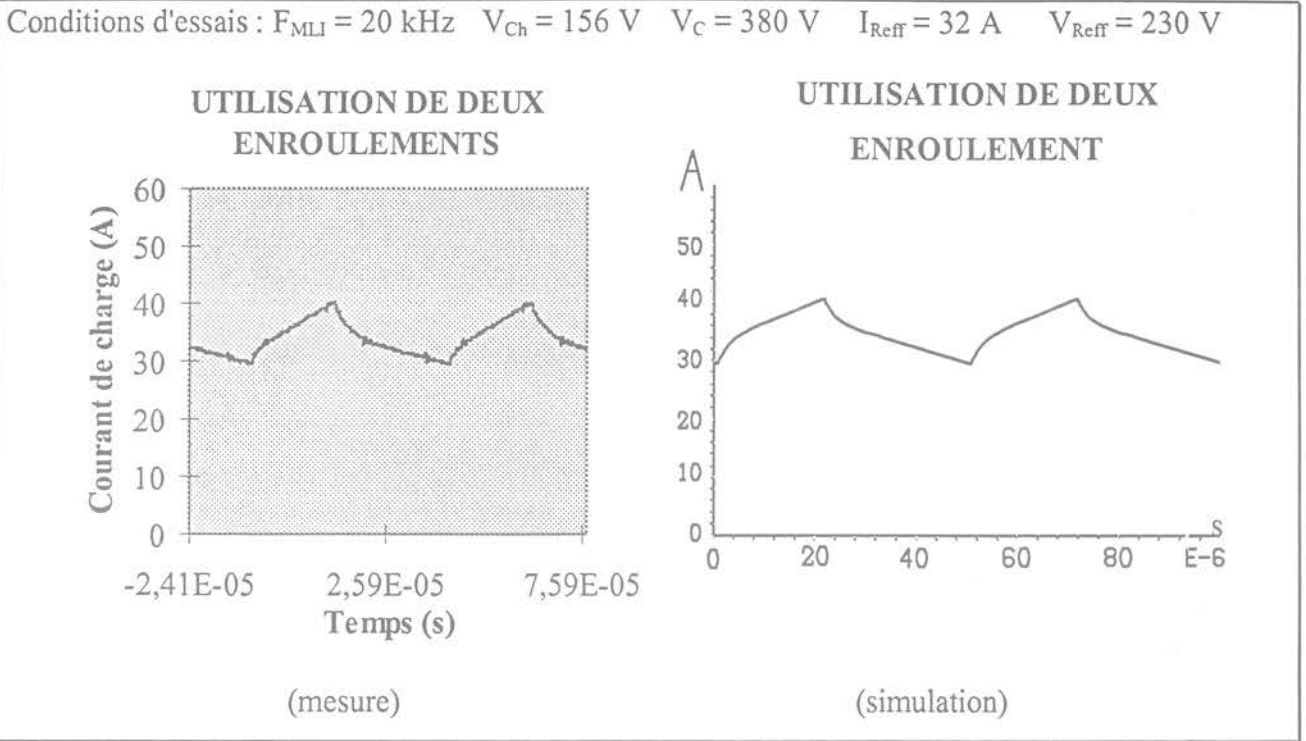 Conditions d'essais : F_MLI = 20 kHz V_Ch = 156 V V_C = 380 V I_Reff = 32 A V_Reff = 230 V
UTILISATION DE DEUX
ENROULEMENTS
Courant de charge (A)
60
50
40
30
20
10
0
-2,41E-05 2,59E-05 7,59E-05
Temps (s)
(mesure)
UTILISATION DE DEUX
ENROULEMENT
A
50
40
30
20
10
0
S
0 20 40 60 80 E-6
(simulation)